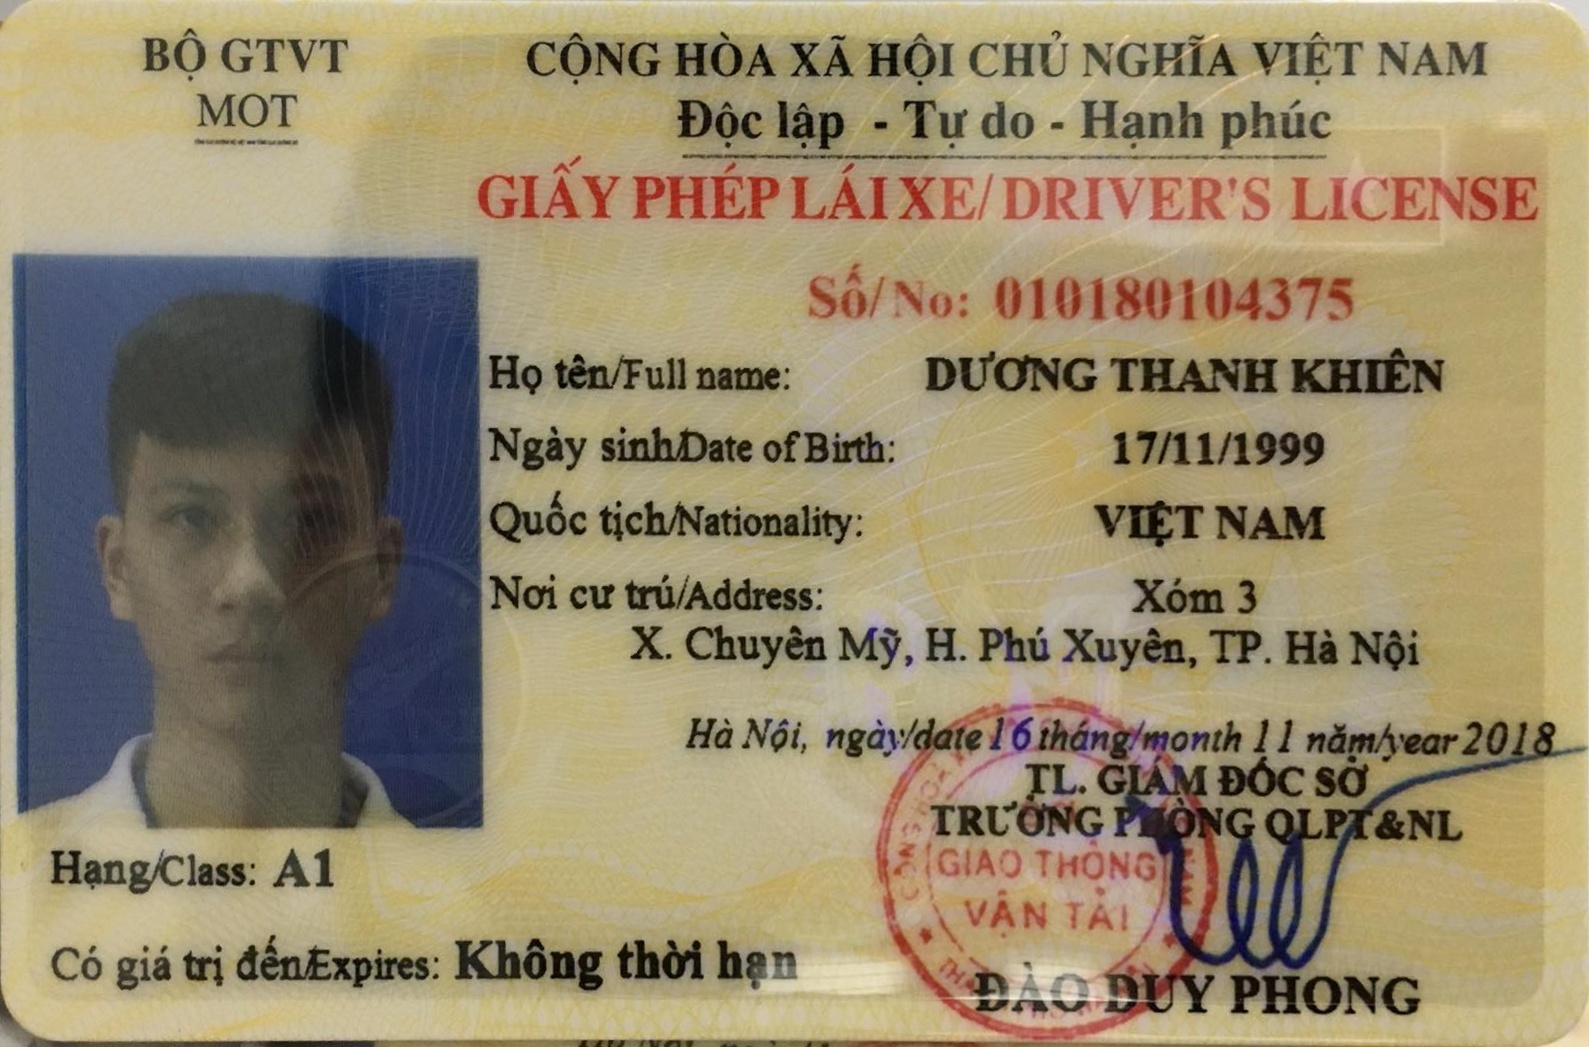 BỘ GTVT
MOT
CỘNG HÒA XÃ HỘI CHỦ NGHĨA VIỆT NAM
Độc lập - Tự do - Hạnh phúc
GIẤY PHÉP LÁI XE/ DRIVER'S LICENSE
Số/ No: 010180104375
Họ tên/Full name: DƯƠNG THANH KHIÊN
Ngày sinh/Date of Birth: 17/11/1999
Quốc tịch/Nationality: VIỆT NAM
Nơi cư trú/Address: Xóm 3
X. Chuyên Mỹ, H. Phú Xuyên, TP. Hà Nội
Hà Nội, ngày/date 16 tháng/month 11 năm/year 2018
TL. GIÁM ĐỐC SỞ
TRƯỞNG PHÒNG QLPT&NL
GIAO THÔNG
VẬN TẢI
ĐÀO DUY PHONG
Hạng/Class: A1
Có giá trị đến/Expires: Không thời hạn